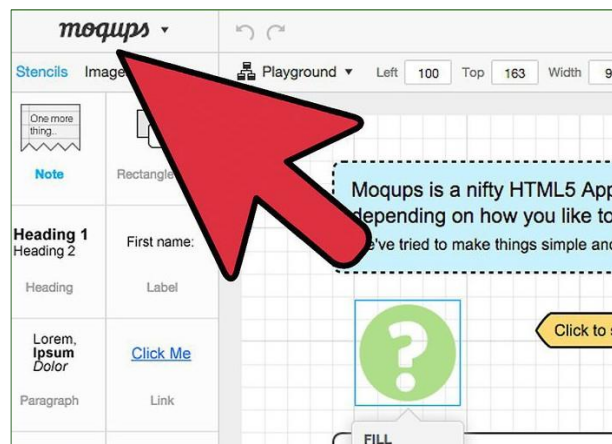 moqups
Stencils
Playground
Left 100 Top 163 Width 9
One more
thing..
Note
Rectangle
Heading 1
Heading 2
Heading
First name:
Label
Moqups is a nifty HTML5 App
depending on how you like to
've tried to make things simple and
Lorem,
Ipsum
Dolor
Paragraph
Click Me
Link
?
Click to
FILL